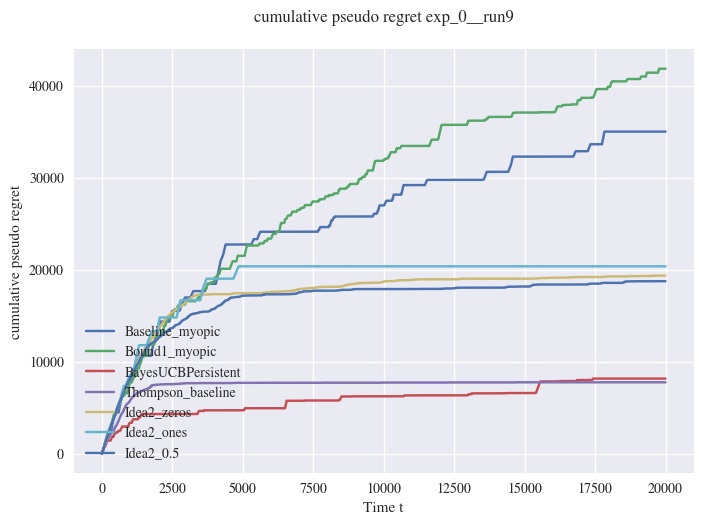 cumulative pseudo regret exp_0__run9
cumulative pseudo regret
40000
30000
20000
10000
0
Baseline_myopic
Bound1_myopic
BayesUCBPersistent
Thompson_baseline
Idea2_zeros
Idea2_ones
Idea2_0.5
0 2500 5000 7500 10000 12500 15000 17500 20000
Time t